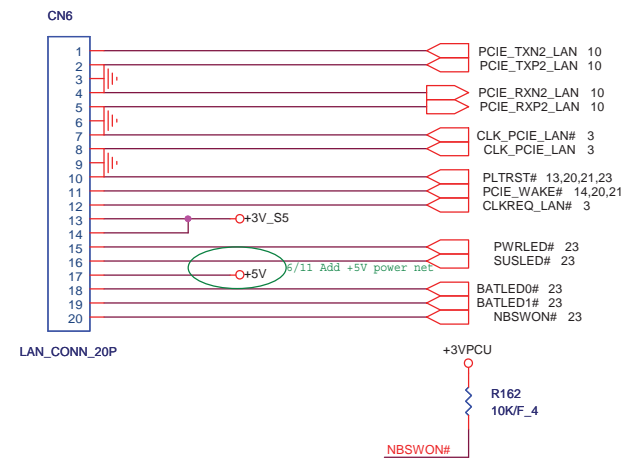 CN6
1 PCIE_TXN2_LAN 10
2 PCIE_TXP2_LAN 10
3
4 PCIE_RXN2_LAN 10
5 PCIE_RXP2_LAN 10
6
7 CLK_PCIE_LAN# 3
8 CLK_PCIE_LAN 3
9
10 PLTRST# 13,20,21,23
11 PCIE_WAKE# 14,20,21
12 CLKREQ_LAN# 3
13 +3V_S5
14
15 PWRLED# 23
16 SUSLED# 23
17 +5V 6/11 Add +5V power net
18 BATLED0# 23
19 BATLED1# 23
20 NBSWON# 23
LAN_CONN_20P
+3VPCU
R162
10K/F_4
NBSWON#